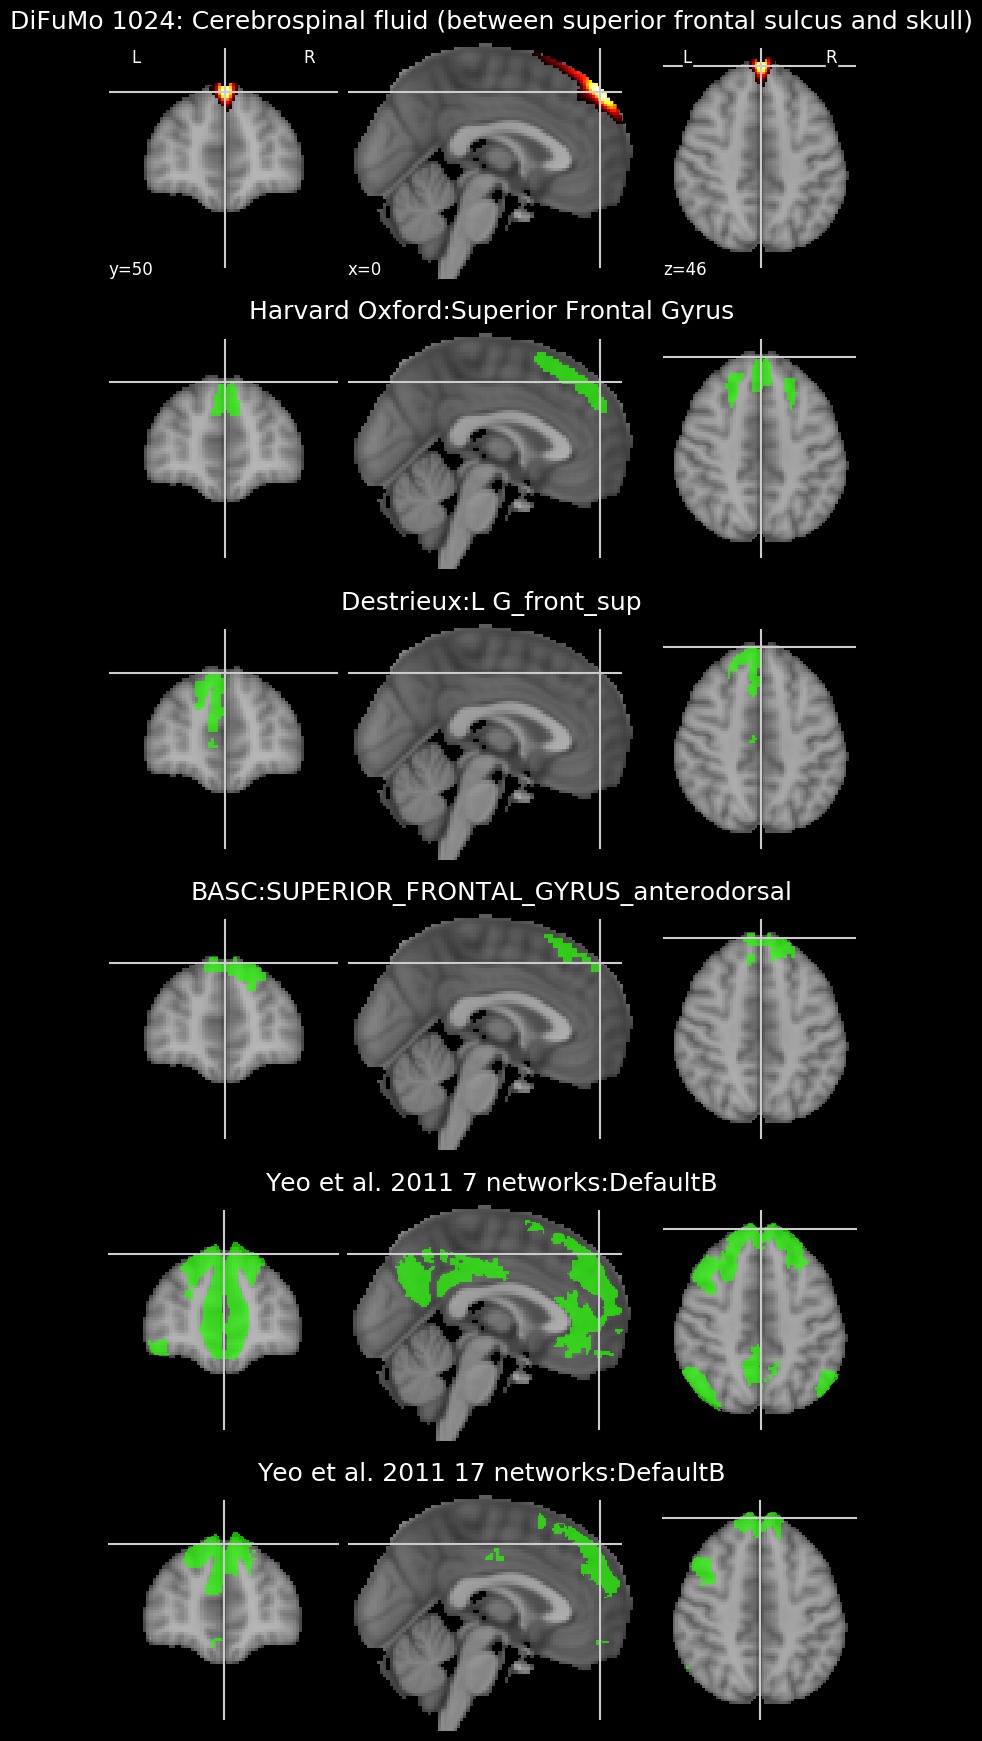 DiFuMo 1024: Cerebrospinal fluid (between superior frontal sulcus and skull)
L R L R
y=50 x=0 z=46
Harvard Oxford:Superior Frontal Gyrus
Destrieux:L G_front_sup
BASC:SUPERIOR_FRONTAL_GYRUS_anterodorsal
Yeo et al. 2011 7 networks:DefaultB
Yeo et al. 2011 17 networks:DefaultB